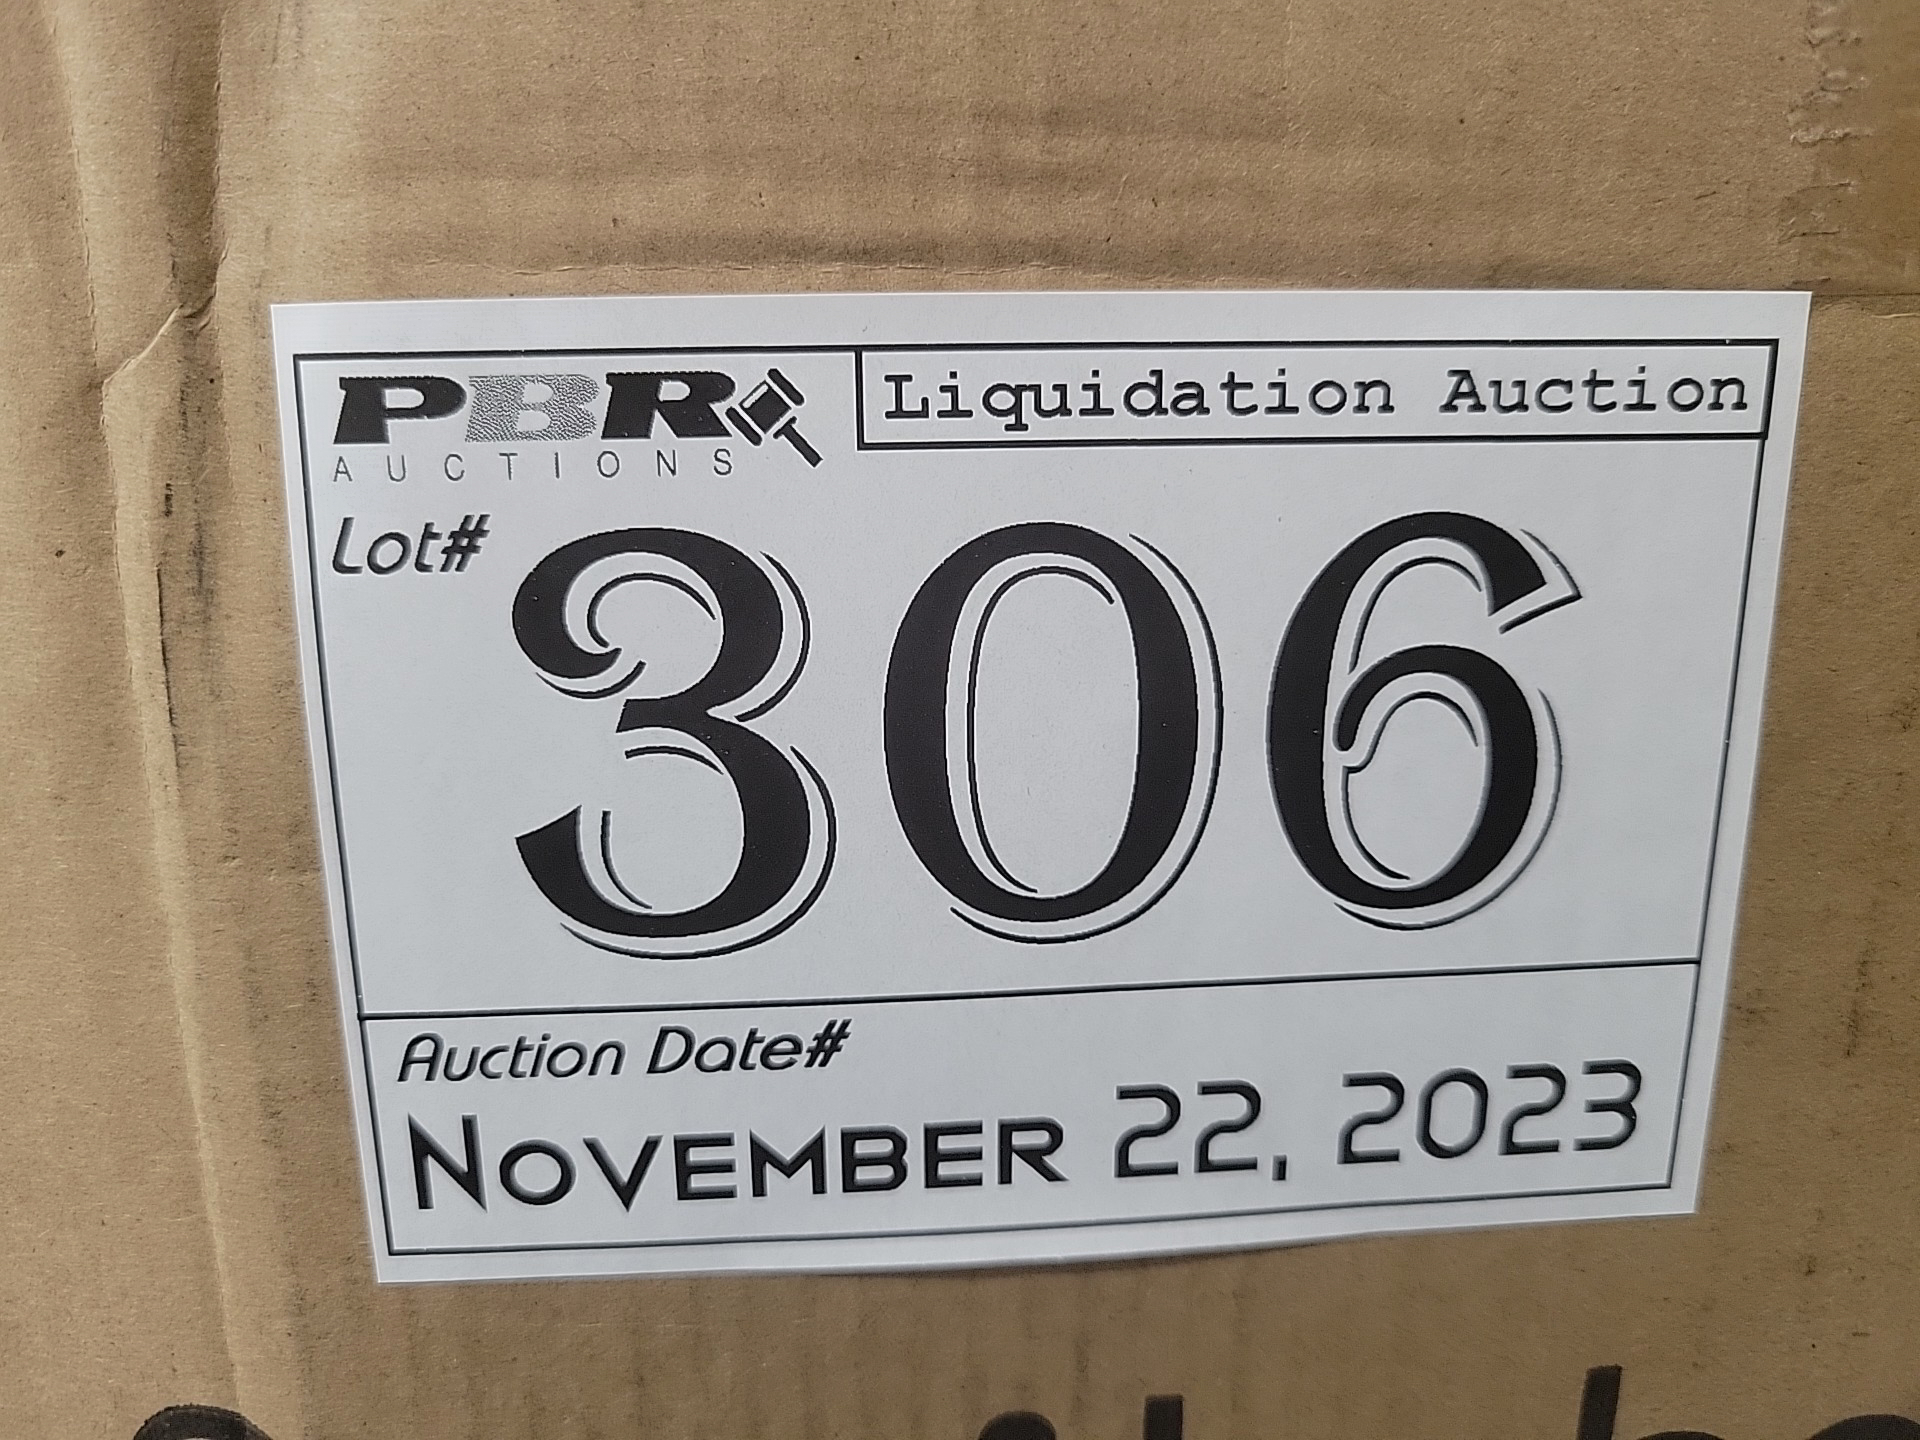 PBR
AUCTIONS
Liquidation Auction
Lot#
306
Auction Date#
NOVEMBER 22, 2023